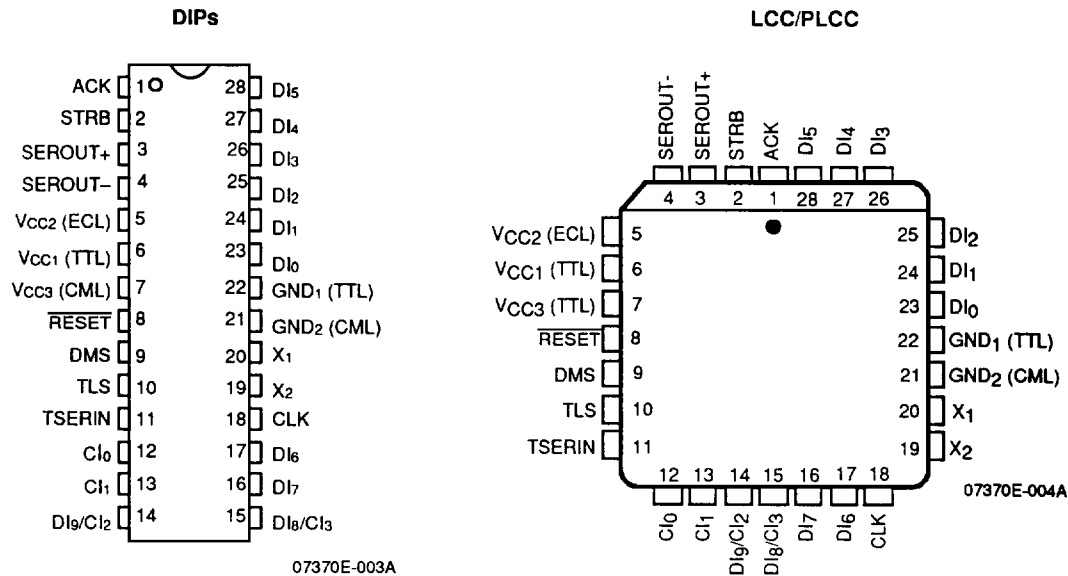 DIPs
ACK 1 28 DI5
STRB 2 27 DI4
SEROUT+ 3 26 DI3
SEROUT– 4 25 DI2
VCC2 (ECL) 5 24 DI1
VCC1 (TTL) 6 23 DI0
VCC3 (CML) 7 22 GND1 (TTL)
RESET 8 21 GND2 (CML)
DMS 9 20 X1
TLS 10 19 X2
TSERIN 11 18 CLK
CI0 12 17 DI6
CI1 13 16 DI7
DI9/CI2 14 15 DI8/CI3
07370E-003A
LCC/PLCC
SEROUT- SEROUT+ STRB ACK DI5 DI4 DI3
4 3 2 1 28 27 26
VCC2 (ECL) 5 25 DI2
VCC1 (TTL) 6 24 DI1
VCC3 (TTL) 7 23 DI0
RESET 8 22 GND1 (TTL)
DMS 9 21 GND2 (CML)
TLS 10 20 X1
TSERIN 11 19 X2
12 13 14 15 16 17 18
CI0 CI1 DI9/CI2 DI8/CI3 DI7 DI6 CLK
07370E-004A